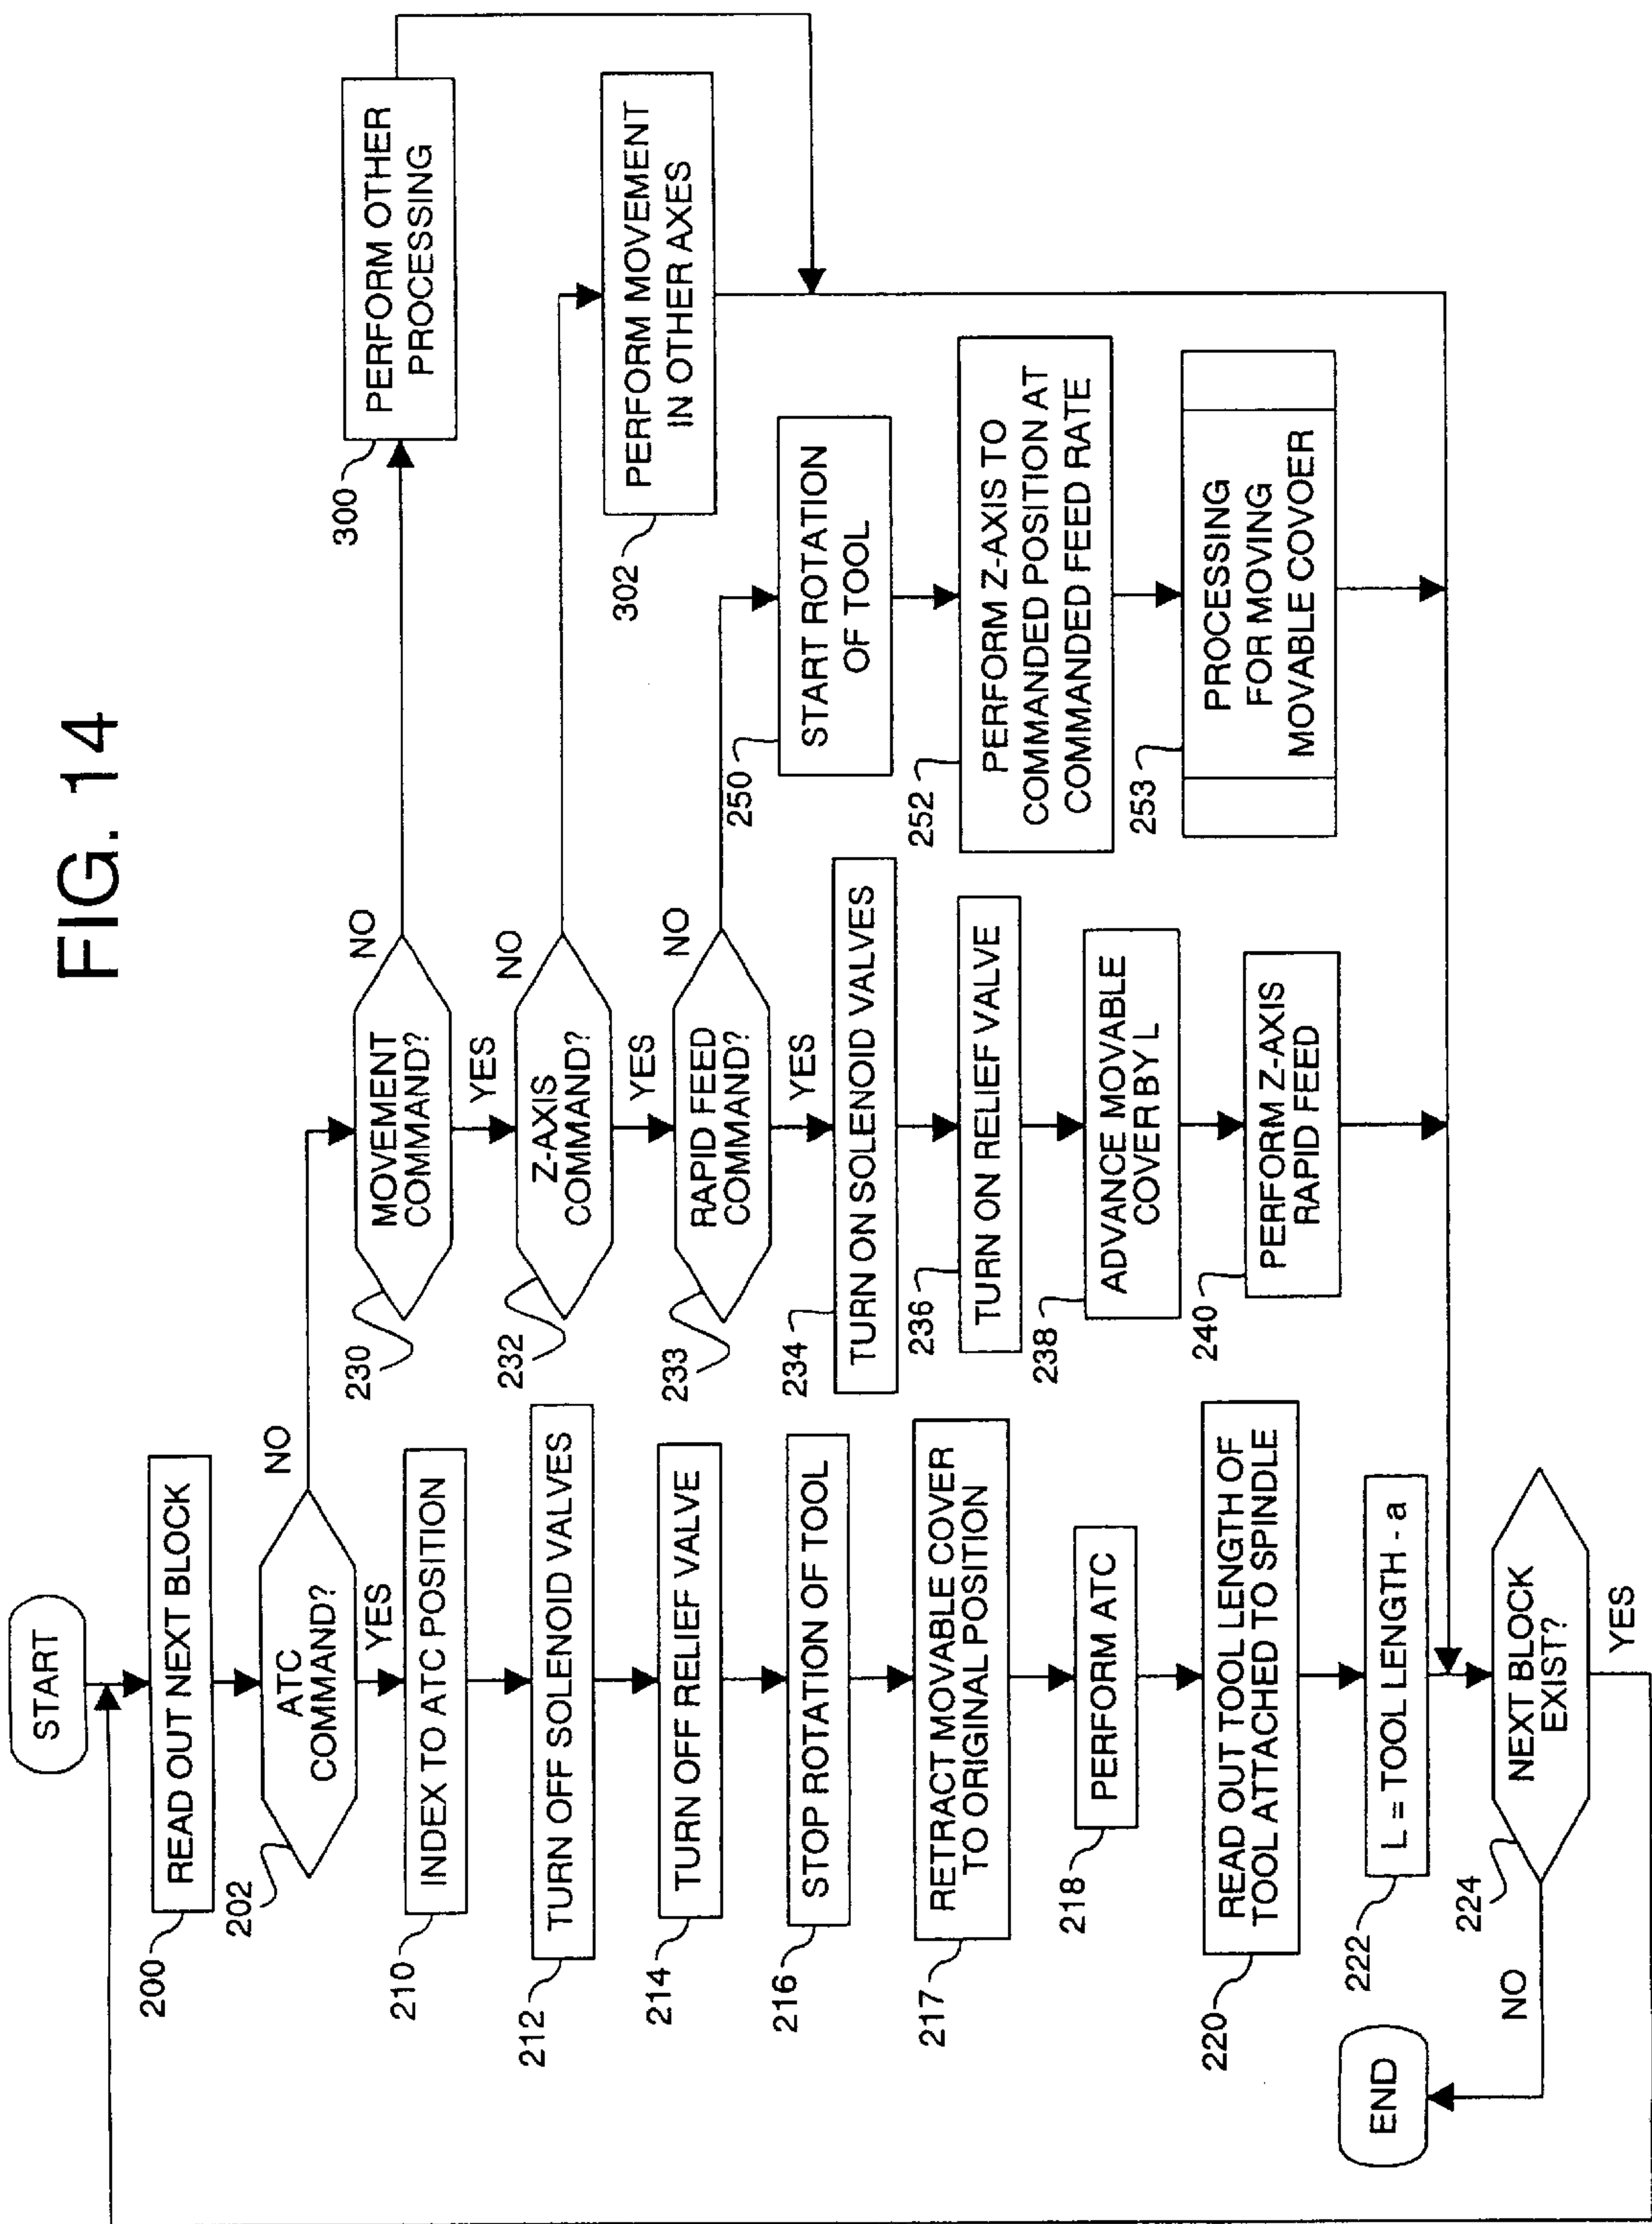 FIG. 14
START
READ OUT NEXT BLOCK
200
ATC
COMMAND?
202
NO
YES
INDEX TO ATC POSITION
210
TURN OFF SOLENOID VALVES
212
TURN OFF RELIEF VALVE
214
STOP ROTATION OF TOOL
216
RETRACT MOVABLE COVER
TO ORIGINAL POSITION
217
PERFORM ATC
218
READ OUT TOOL LENGTH OF
TOOL ATTACHED TO SPINDLE
220
L = TOOL LENGTH - a
222
NEXT BLOCK
EXIST?
224
NO
YES
END
MOVEMENT
COMMAND?
230
NO
YES
Z-AXIS
COMMAND?
232
NO
YES
RAPID FEED
COMMAND?
233
NO
YES
TURN ON SOLENOID VALVES
234
TURN ON RELIEF VALVE
236
ADVANCE MOVABLE
COVER BY L
238
PERFORM Z-AXIS
RAPID FEED
240
START ROTATION
OF TOOL
250
PERFORM Z-AXIS TO
COMMANDED POSITION AT
COMMANDED FEED RATE
252
PROCESSING
FOR MOVING
MOVABLE COVOER
253
PERFORM OTHER
PROCESSING
300
PERFORM MOVEMENT
IN OTHER AXES
302